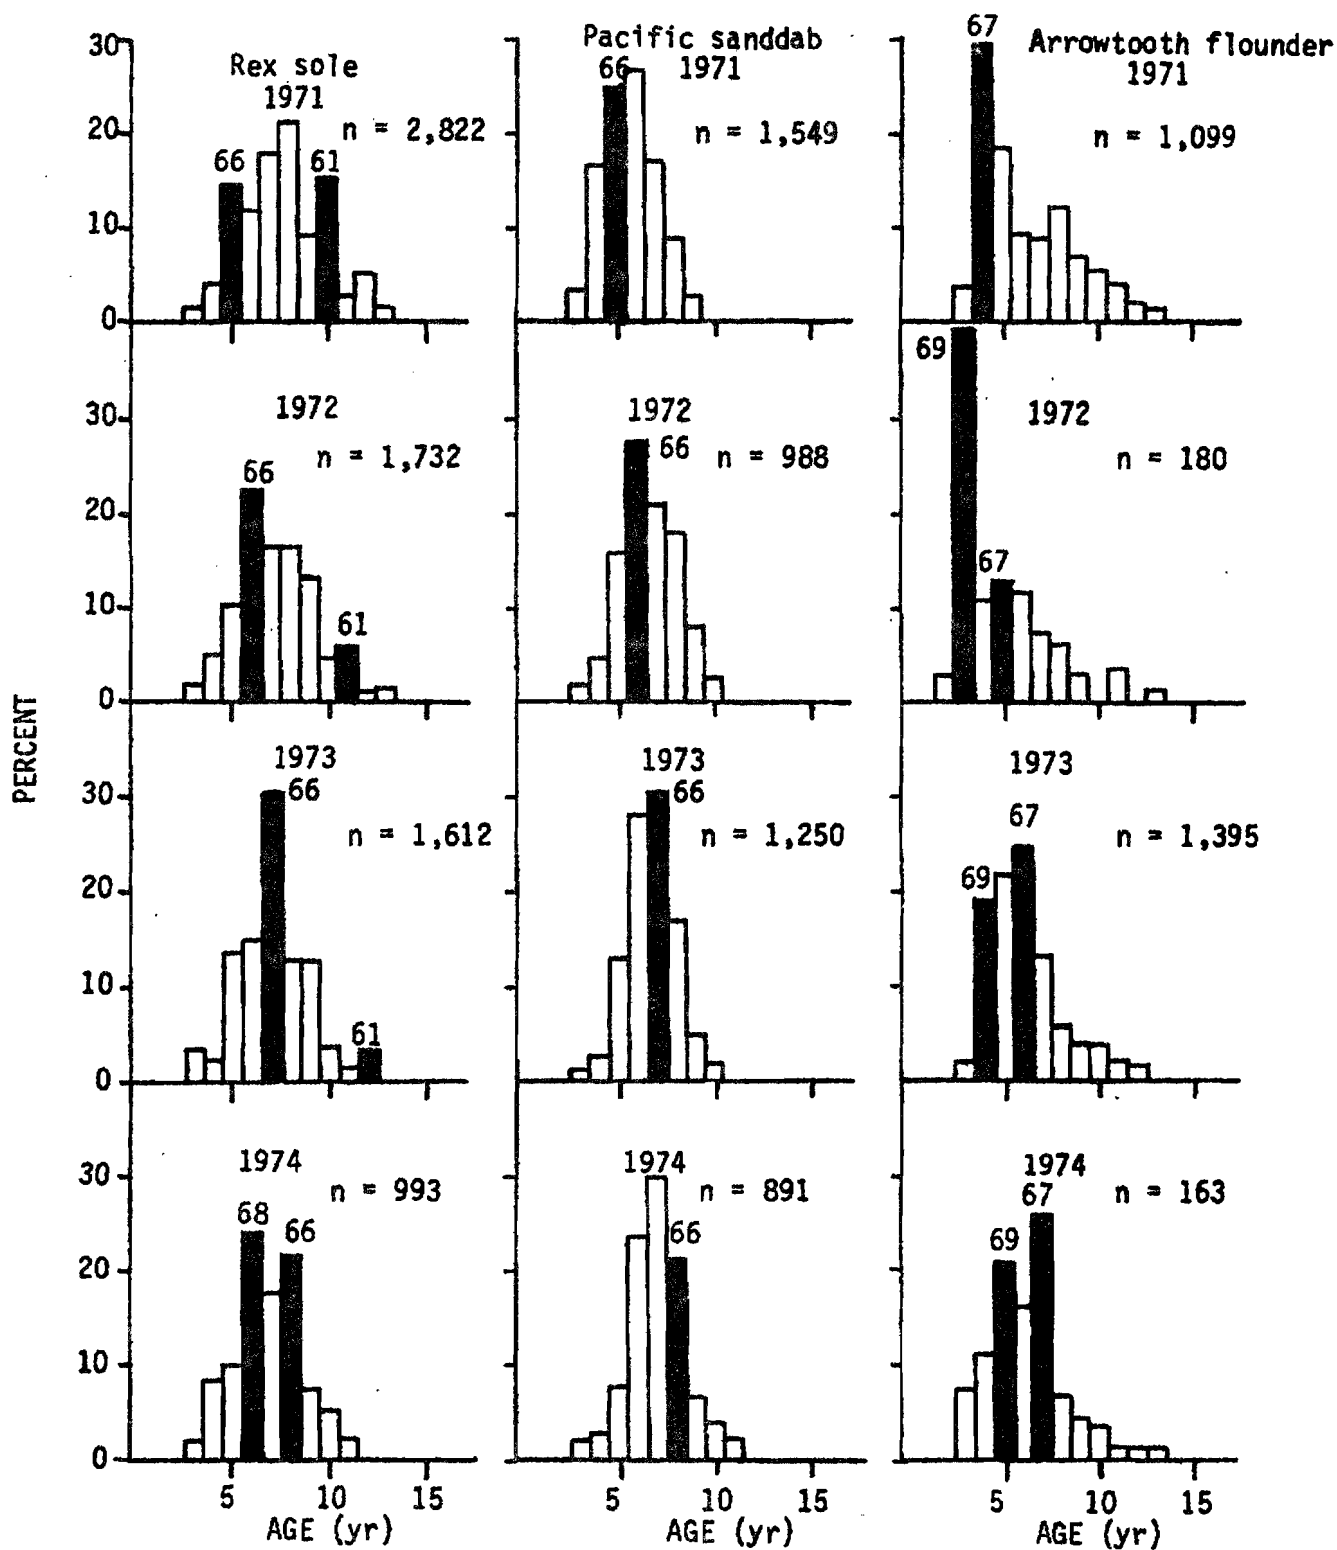 Rex sole
1971
n = 2,822
66
61
30
20
10
0
Pacific sanddab
1971
66
n = 1,549
Arrowtooth flounder
1971
67
n = 1,099
1972
n = 1,732
66
61
30
20
10
0
1972
66
n = 988
1972
n = 180
69
67
PERCENT
1973
66
n = 1,612
61
30
20
10
0
1973
66
n = 1,250
1973
67
n = 1,395
69
1974
n = 993
68
66
30
20
10
0
5
10
15
AGE (yr)
1974
n = 891
66
5
10
15
AGE (yr)
1974
67
n = 163
69
5
10
15
AGE (yr)